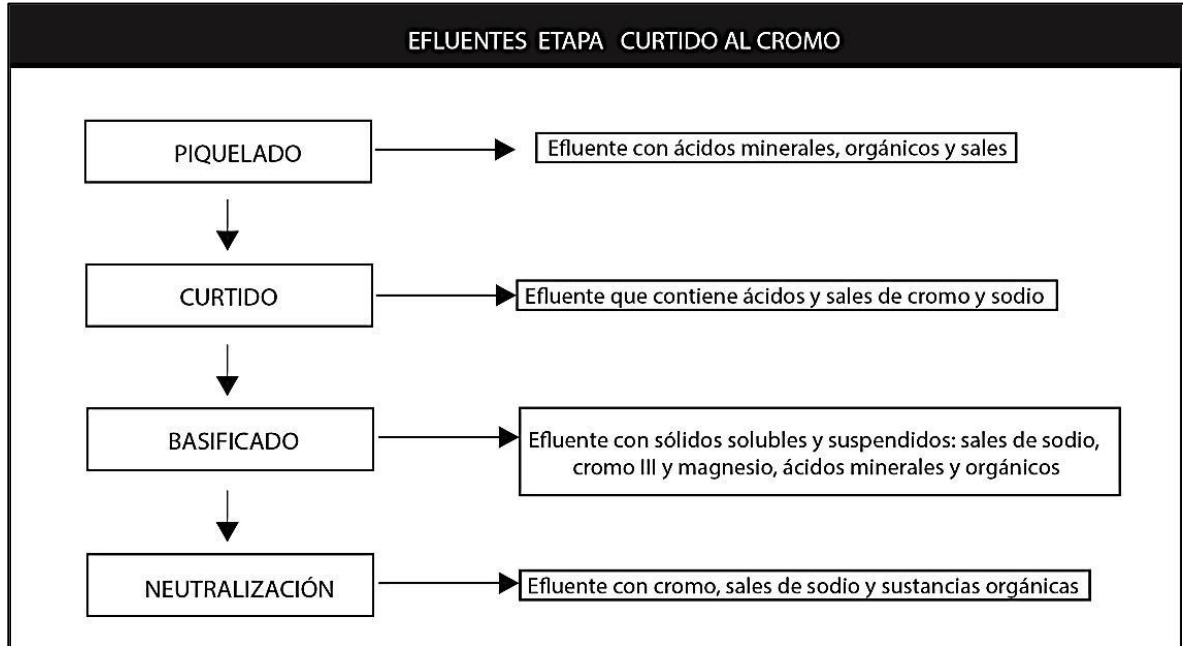 EFLUENTES ETAPA CURTIDO AL CROMO
PIQUELADO
Efluente con ácidos minerales, orgánicos y sales
CURTIDO
Efluente que contiene ácidos y sales de cromo y sodio
BASIFICADO
Efluente con sólidos solubles y suspendidos: sales de sodio,
cromo III y magnesio, ácidos minerales y orgánicos
NEUTRALIZACIÓN
Efluente con cromo, sales de sodio y sustancias orgánicas